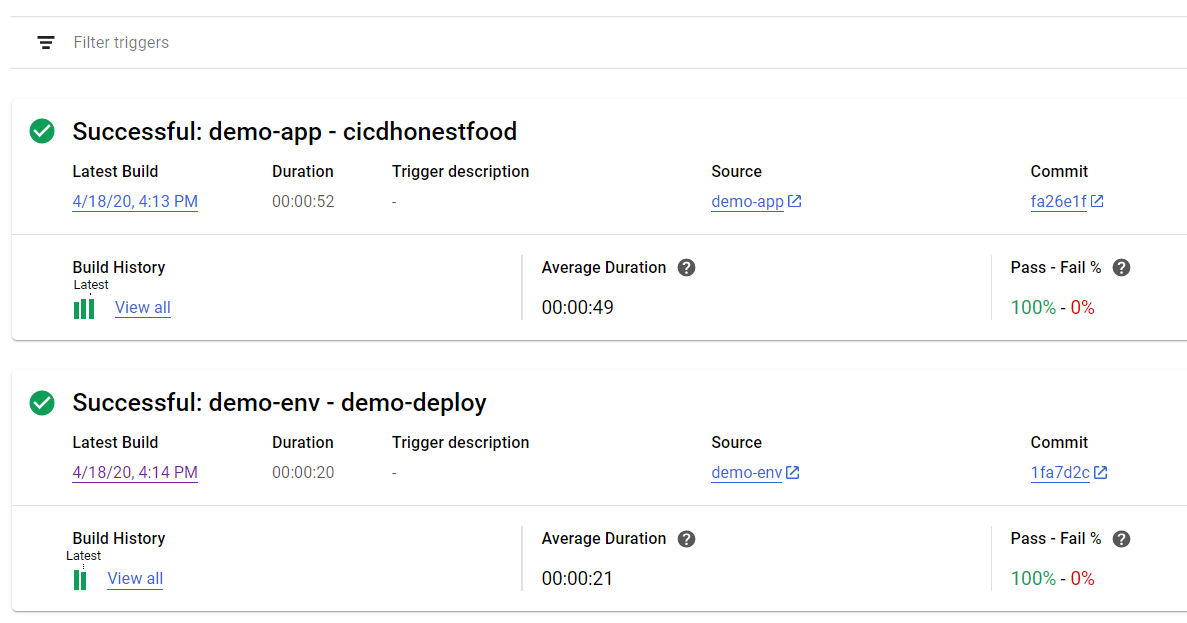 Filter triggers
Successful: demo-app - cicdhonestfood
Latest Build Duration Trigger description Source Commit
4/18/20, 4:13 PM 00:00:52 - demo-app fa26e1f
Build History Average Duration ? Pass - Fail % ?
Latest
View all 00:00:49 100% - 0%
Successful: demo-env - demo-deploy
Latest Build Duration Trigger description Source Commit
4/18/20, 4:14 PM 00:00:20 - demo-env 1fa7d2c
Build History Average Duration ? Pass - Fail % ?
Latest
View all 00:00:21 100% - 0%